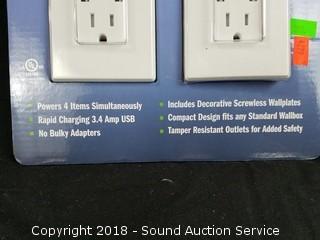 • Powers 4 Items Simultaneously
• Rapid Charging 3.4 Amp USB
• No Bulky Adapters
• Includes Decorative Screwless Wallplates
• Compact Design fits any Standard Wallbox
• Tamper Resistant Outlets for Added Safety
Copyright 2018 - Sound Auction Service